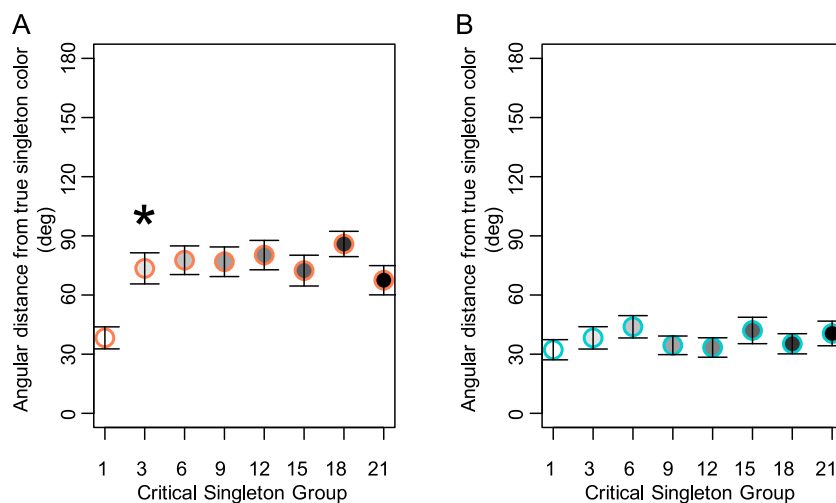 A
Angular distance from true singleton color
(deg)
180
150
120
90
60
30
0
*
1 3 6 9 12 15 18 21
Critical Singleton Group
B
Angular distance from true singleton color
(deg)
180
150
120
90
60
30
0
1 3 6 9 12 15 18 21
Critical Singleton Group